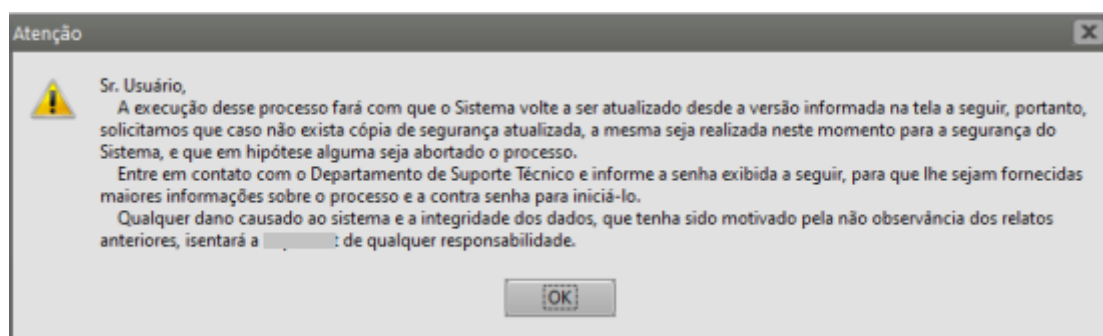 Atenção
Sr. Usuário,
A execução desse processo fará com que o Sistema volte a ser atualizado desde a versão informada na tela a seguir, portanto,
solicitamos que caso não exista cópia de segurança atualizada, a mesma seja realizada neste momento para a segurança do
Sistema, e que em hipótese alguma seja abortado o processo.
Entre em contato com o Departamento de Suporte Técnico e informe a senha exibida a seguir, para que lhe sejam fornecidas
maiores informações sobre o processo e a contra senha para iniciá-lo.
Qualquer dano causado ao sistema e a integridade dos dados, que tenha sido motivado pela não observância dos relatos
anteriores, isentará a de qualquer responsabilidade.
OK